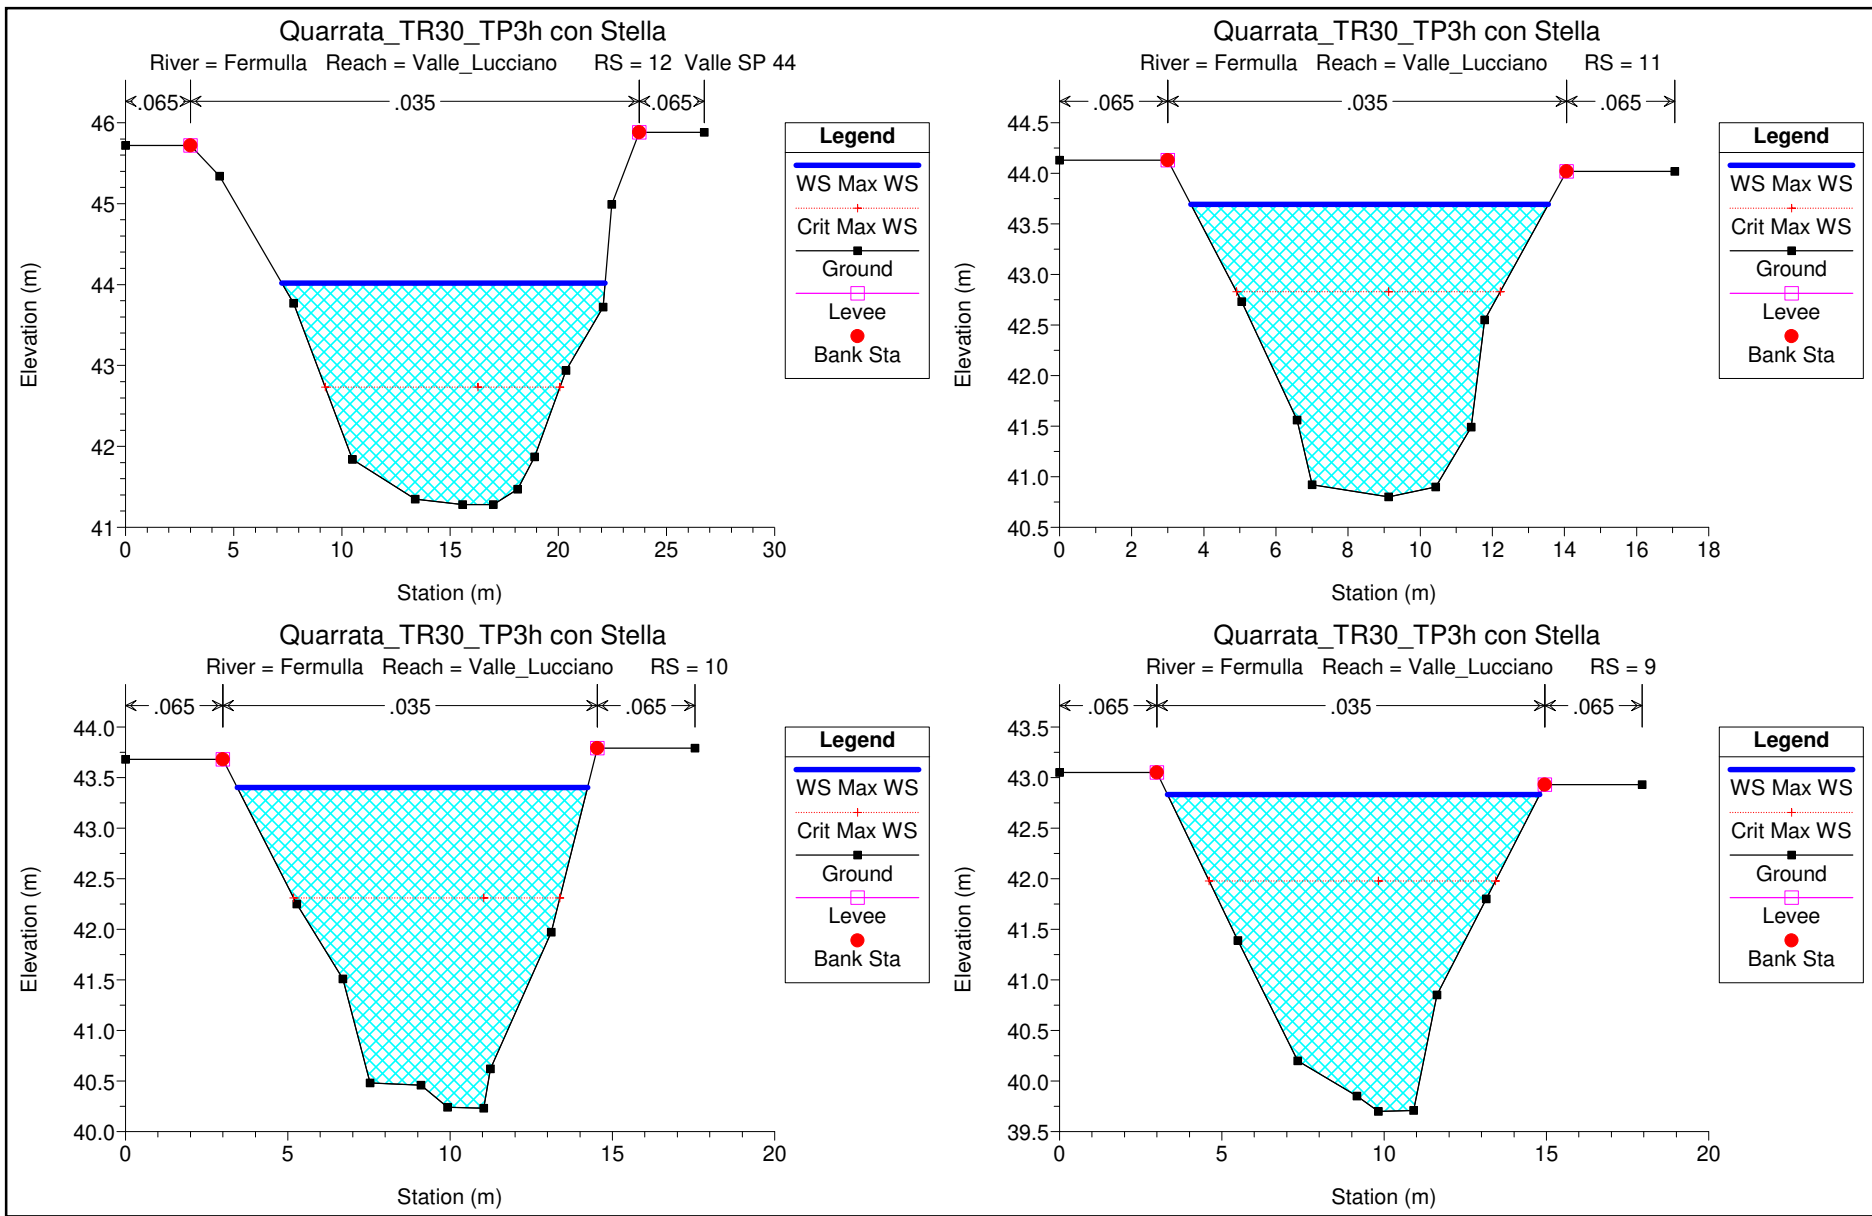 Quarrata_TR30_TP3h con Stella
River = Fermulla Reach = Valle_Lucciano RS = 12 Valle SP 44
.065 .035 .065
46
45
44
43
42
41
0 5 10 15 20 25 30
Station (m)
Elevation (m)
Legend
WS Max WS
Crit Max WS
Ground
Levee
Bank Sta
Quarrata_TR30_TP3h con Stella
River = Fermulla Reach = Valle_Lucciano RS = 11
.065 .035 .065
44.5
44.0
43.5
43.0
42.5
42.0
41.5
41.0
40.5
0 2 4 6 8 10 12 14 16 18
Station (m)
Elevation (m)
Legend
WS Max WS
Crit Max WS
Ground
Levee
Bank Sta
Quarrata_TR30_TP3h con Stella
River = Fermulla Reach = Valle_Lucciano RS = 10
.065 .035 .065
44.0
43.5
43.0
42.5
42.0
41.5
41.0
40.5
40.0
0 5 10 15 20
Station (m)
Elevation (m)
Legend
WS Max WS
Crit Max WS
Ground
Levee
Bank Sta
Quarrata_TR30_TP3h con Stella
River = Fermulla Reach = Valle_Lucciano RS = 9
.065 .035 .065
43.5
43.0
42.5
42.0
41.5
41.0
40.5
40.0
39.5
0 5 10 15 20
Station (m)
Elevation (m)
Legend
WS Max WS
Crit Max WS
Ground
Levee
Bank Sta